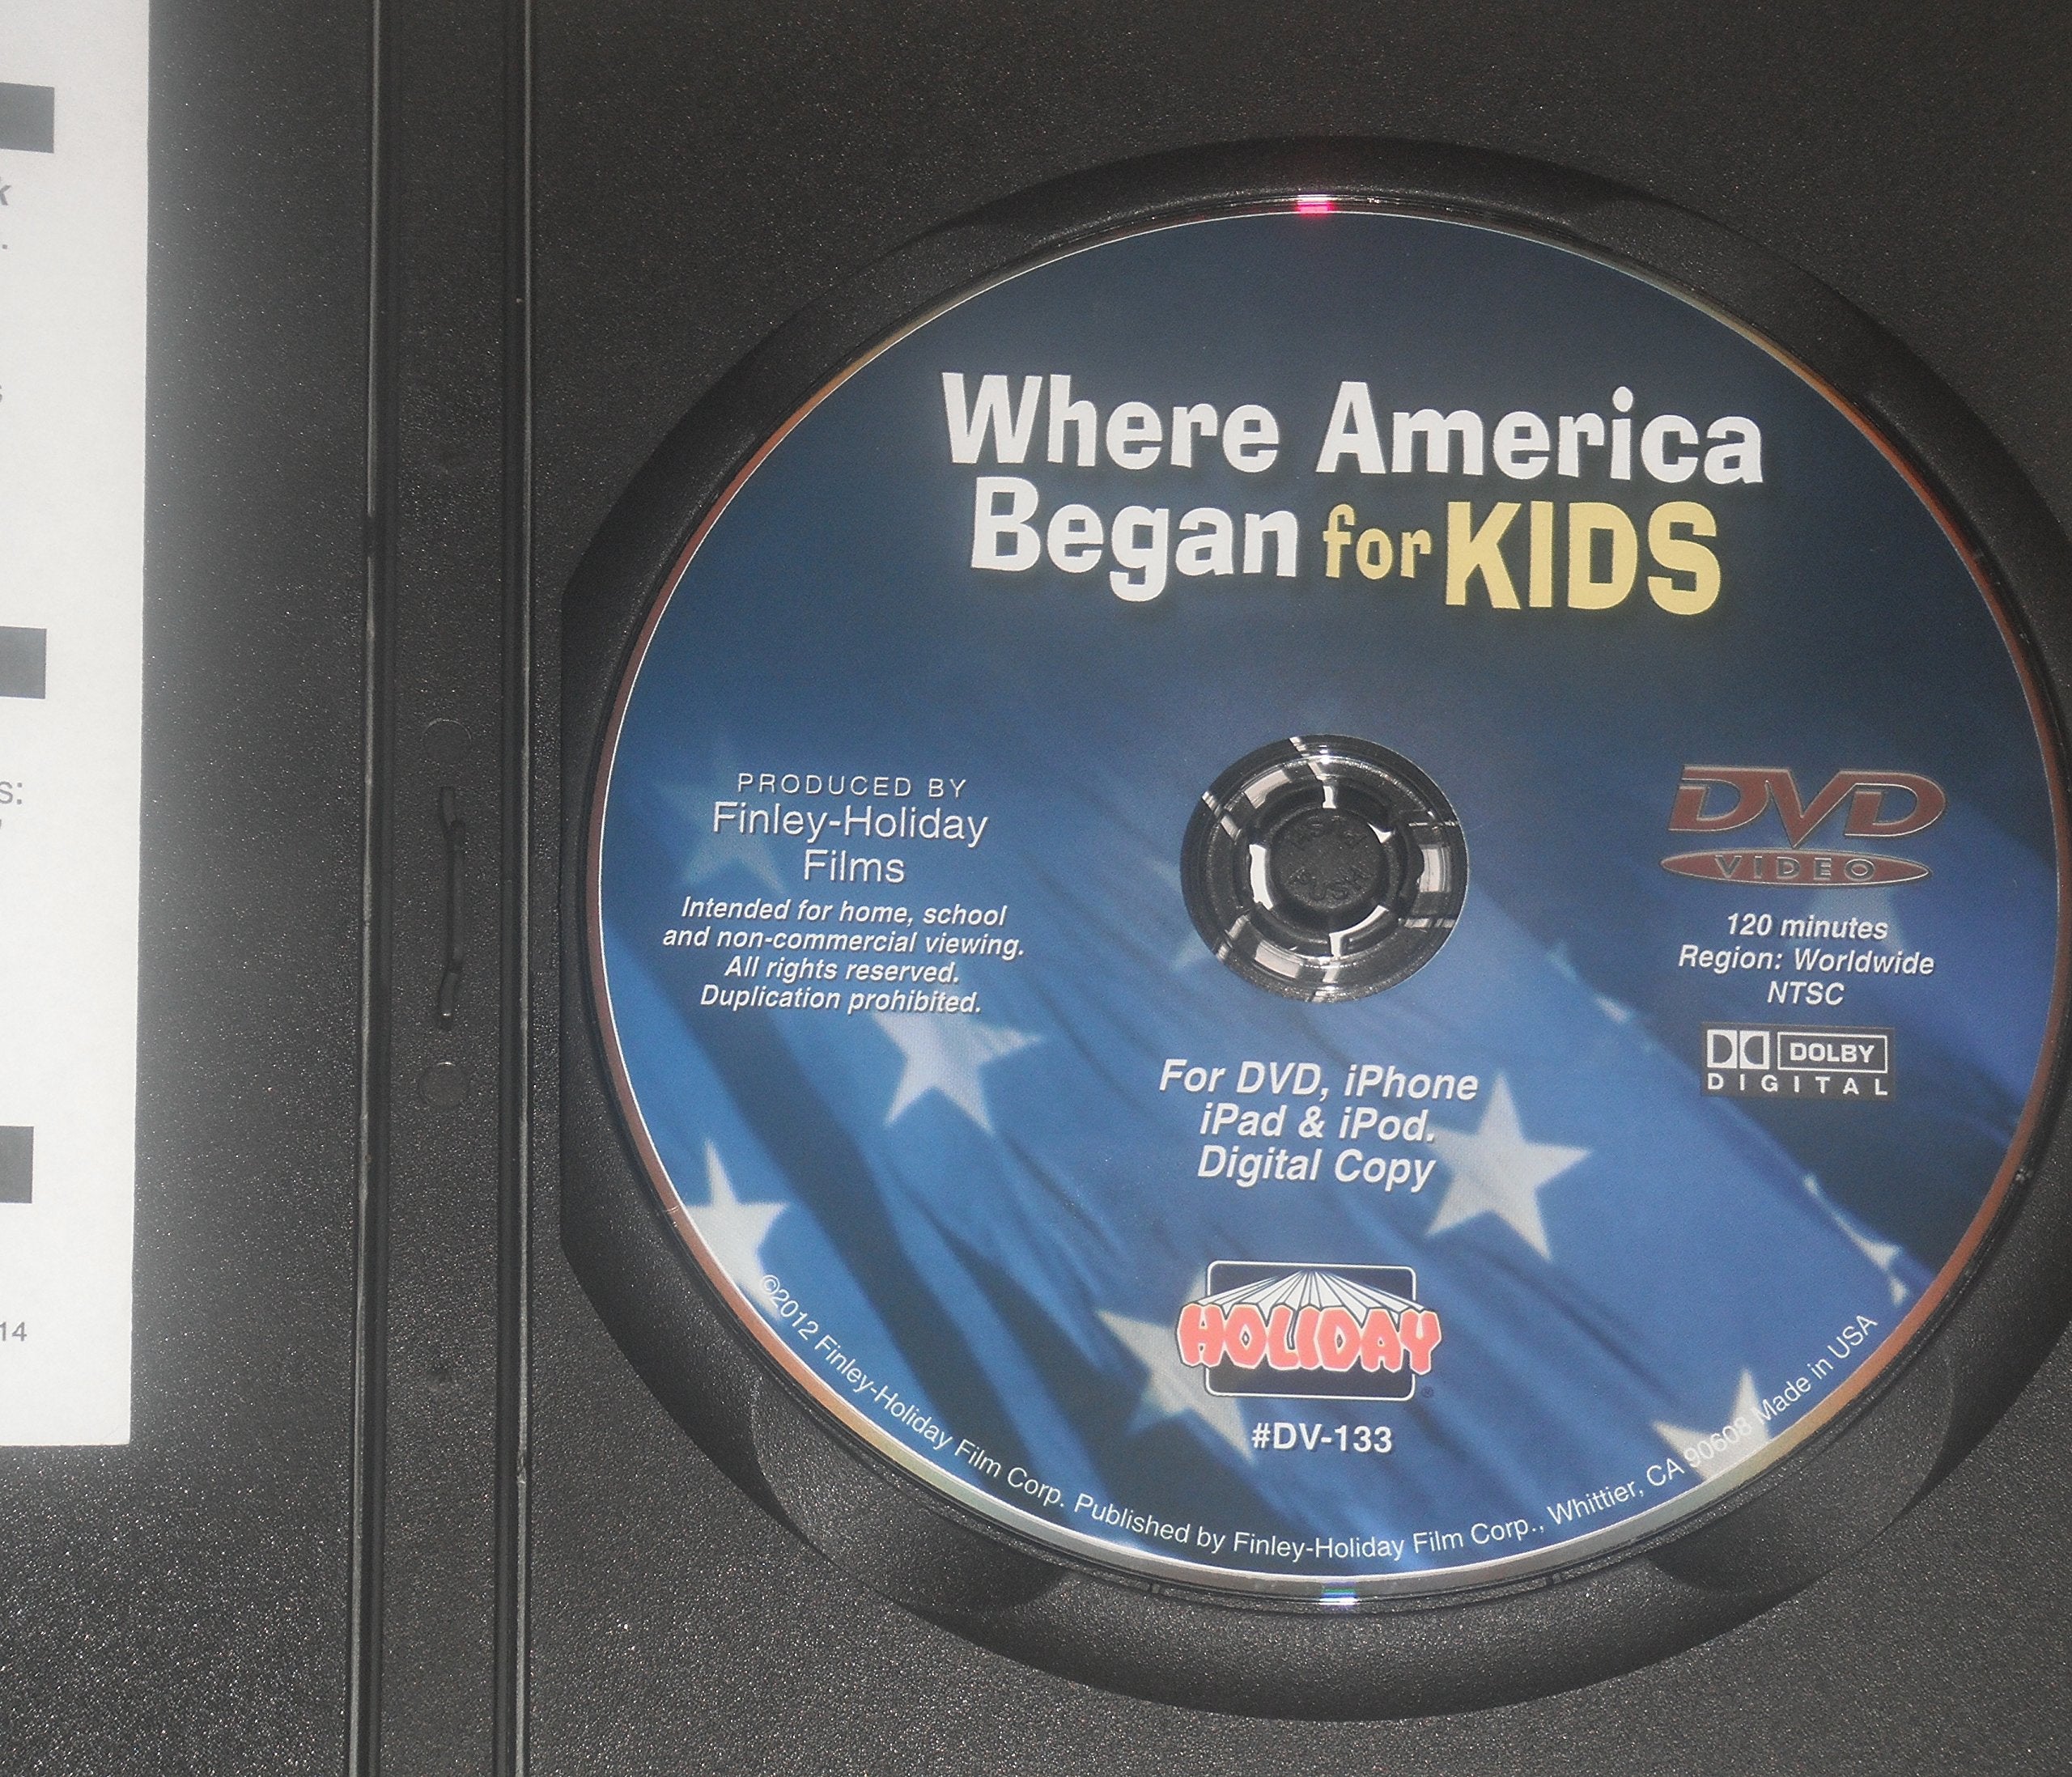 Where America
Began for KIDS
PRODUCED BY
Finley-Holiday
Films
Intended for home, school
and non-commercial viewing.
All rights reserved.
Duplication prohibited.
DVD
VIDEO
120 minutes
Region: Worldwide
NTSC
DOLBY
DIGITAL
PUSH
For DVD, iPhone
iPad & iPod.
Digital Copy
HOLIDAY
®
#DV-133
©2012 Finley-Holiday Film Corp. Published by Finley-Holiday Film Corp., Whittier, CA 90608 Made in USA
k
.
s:
14